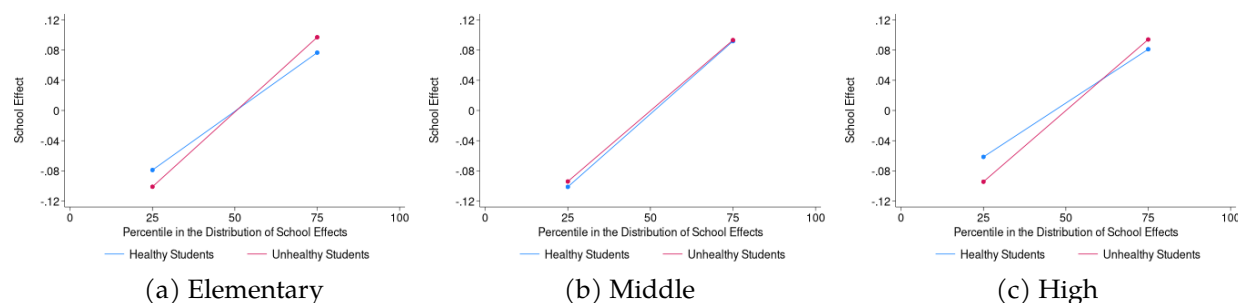 .12
.08
.04
0
-.04
-.08
-.12
School Effect
0 25 50 75 100
Percentile in the Distribution of School Effects
Healthy Students Unhealthy Students
(a) Elementary
.12
.08
.04
0
-.04
-.08
-.12
School Effect
0 25 50 75 100
Percentile in the Distribution of School Effects
Healthy Students Unhealthy Students
(b) Middle
.12
.08
.04
0
-.04
-.08
-.12
School Effect
0 25 50 75 100
Percentile in the Distribution of School Effects
Healthy Students Unhealthy Students
(c) High